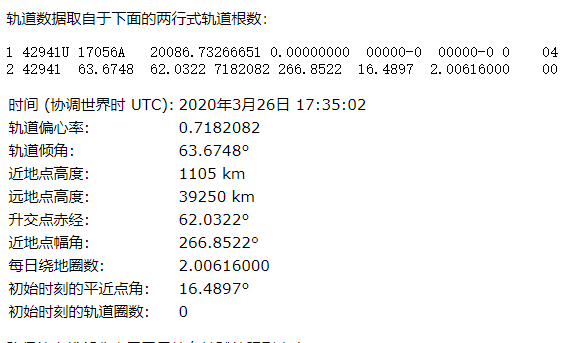 轨道数据取自于下面的两行式轨道根数:
1 42941U 17056A   20086.73266651 0.00000000  00000-0  00000-0 0    04
2 42941  63.6748  62.0322 7182082 266.8522  16.4897  2.00616000    00
时间 (协调世界时 UTC): 2020年3月26日 17:35:02
轨道偏心率: 0.7182082
轨道倾角: 63.6748°
近地点高度: 1105 km
远地点高度: 39250 km
升交点赤经: 62.0322°
近地点幅角: 266.8522°
每日绕地圈数: 2.00616000
初始时刻的平近点角: 16.4897°
初始时刻的轨道圈数: 0